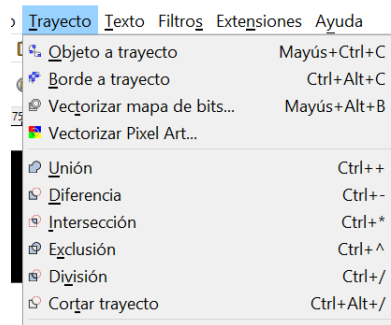 Trayecto Texto Filtros Extensiones Ayuda
Objeto a trayecto Mayús+Ctrl+C
Borde a trayecto Ctrl+Alt+C
Vectorizar mapa de bits... Mayús+Alt+B
75
Vectorizar Pixel Art...
Unión Ctrl++
Diferencia Ctrl+-
Intersección Ctrl+*
Exclusión Ctrl+^
División Ctrl+/
Cortar trayecto Ctrl+Alt+/